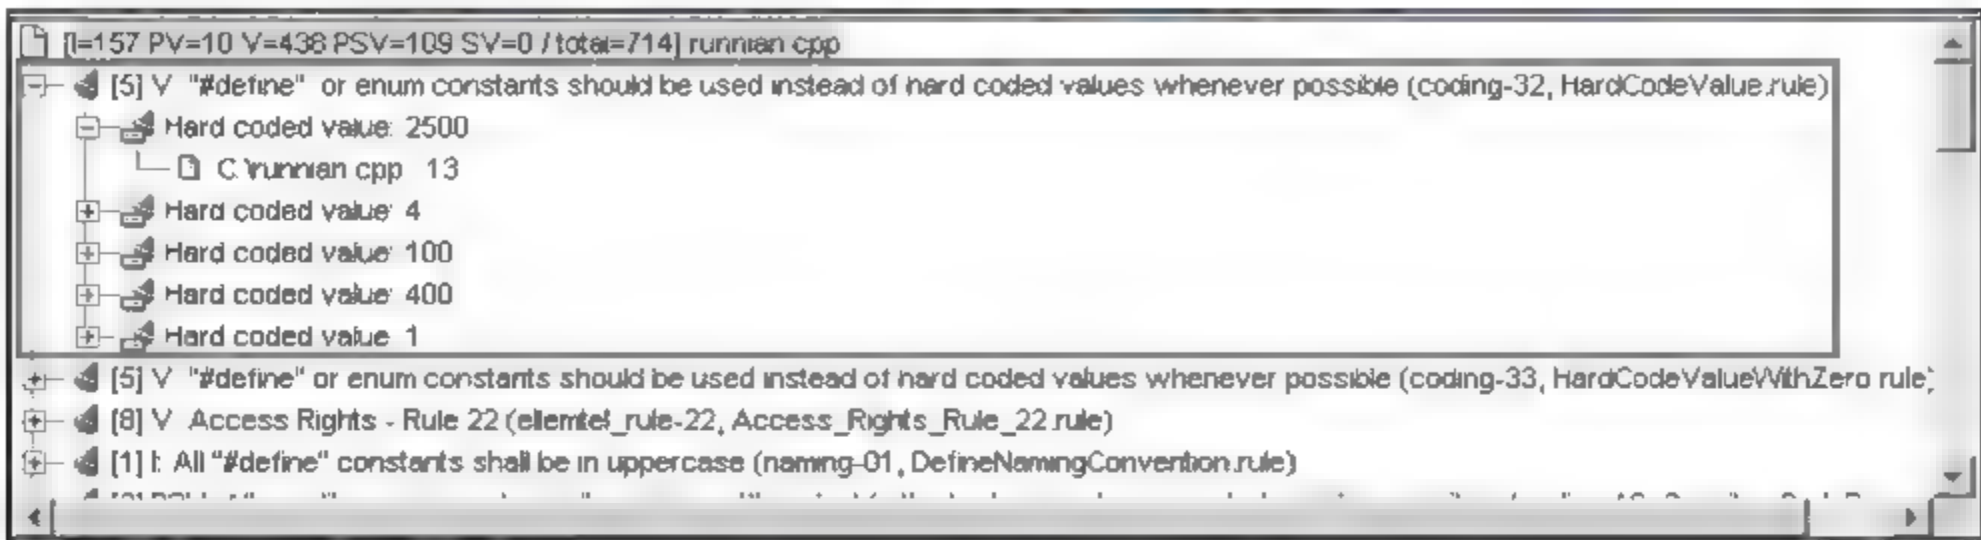 [I=157 PV=10 V=438 PSV=109 SV=0 / total=714] runnian cpp
[5] V "#define" or enum constants should be used instead of hard coded values whenever possible (coding-32, HardCodeValue.rule)
Hard coded value: 2500
C:\runnian cpp 13
Hard coded value: 4
Hard coded value: 100
Hard coded value: 400
Hard coded value: 1
[5] V "#define" or enum constants should be used instead of hard coded values whenever possible (coding-33, HardCodeValueWithZero rule)
[8] V Access Rights - Rule 22 (ellemtel_rule-22, Access_Rights_Rule_22.rule)
[1] I: All "#define" constants shall be in uppercase (naming-01, DefineNamingConvention.rule)